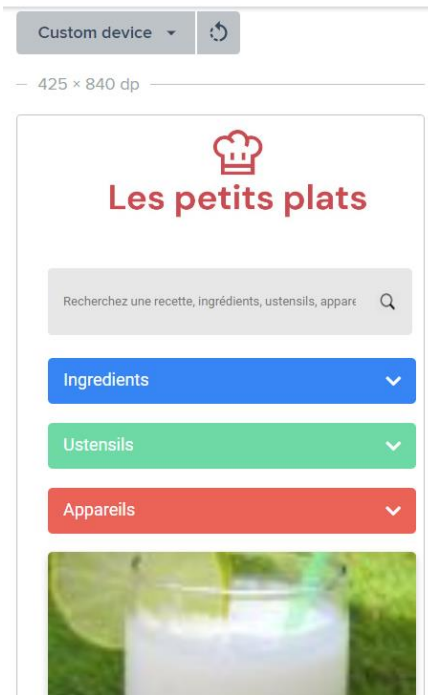 Custom device
425 × 840 dp
Les petits plats
Recherchez une recette, ingrédients, ustensils, appare
Ingredients
Ustensils
Appareils